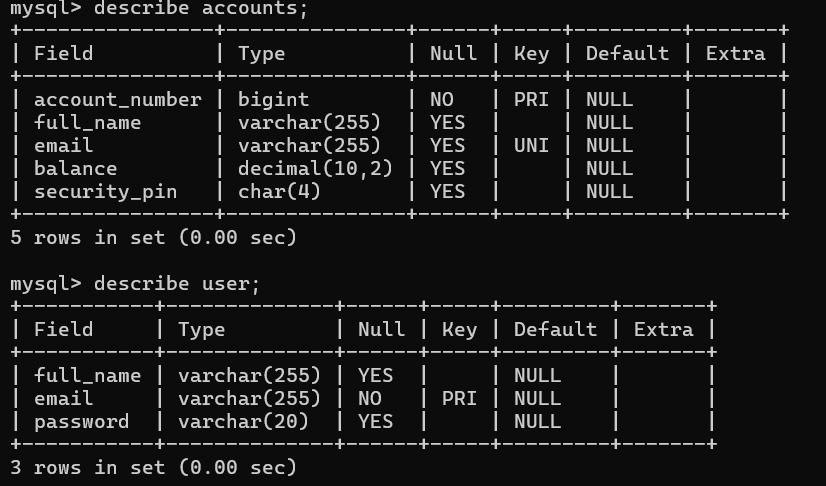 mysql> describe accounts;
+----------------+---------------+------+-----+---------+-------+
| Field          | Type          | Null | Key | Default | Extra |
+----------------+---------------+------+-----+---------+-------+
| account_number | bigint        | NO   | PRI | NULL    |       |
| full_name      | varchar(255)  | YES  |     | NULL    |       |
| email          | varchar(255)  | YES  | UNI | NULL    |       |
| balance        | decimal(10,2) | YES  |     | NULL    |       |
| security_pin   | char(4)       | YES  |     | NULL    |       |
+----------------+---------------+------+-----+---------+-------+
5 rows in set (0.00 sec)

mysql> describe user;
+-----------+--------------+------+-----+---------+-------+
| Field     | Type         | Null | Key | Default | Extra |
+-----------+--------------+------+-----+---------+-------+
| full_name | varchar(255) | YES  |     | NULL    |       |
| email     | varchar(255) | NO   | PRI | NULL    |       |
| password  | varchar(20)  | YES  |     | NULL    |       |
+-----------+--------------+------+-----+---------+-------+
3 rows in set (0.00 sec)